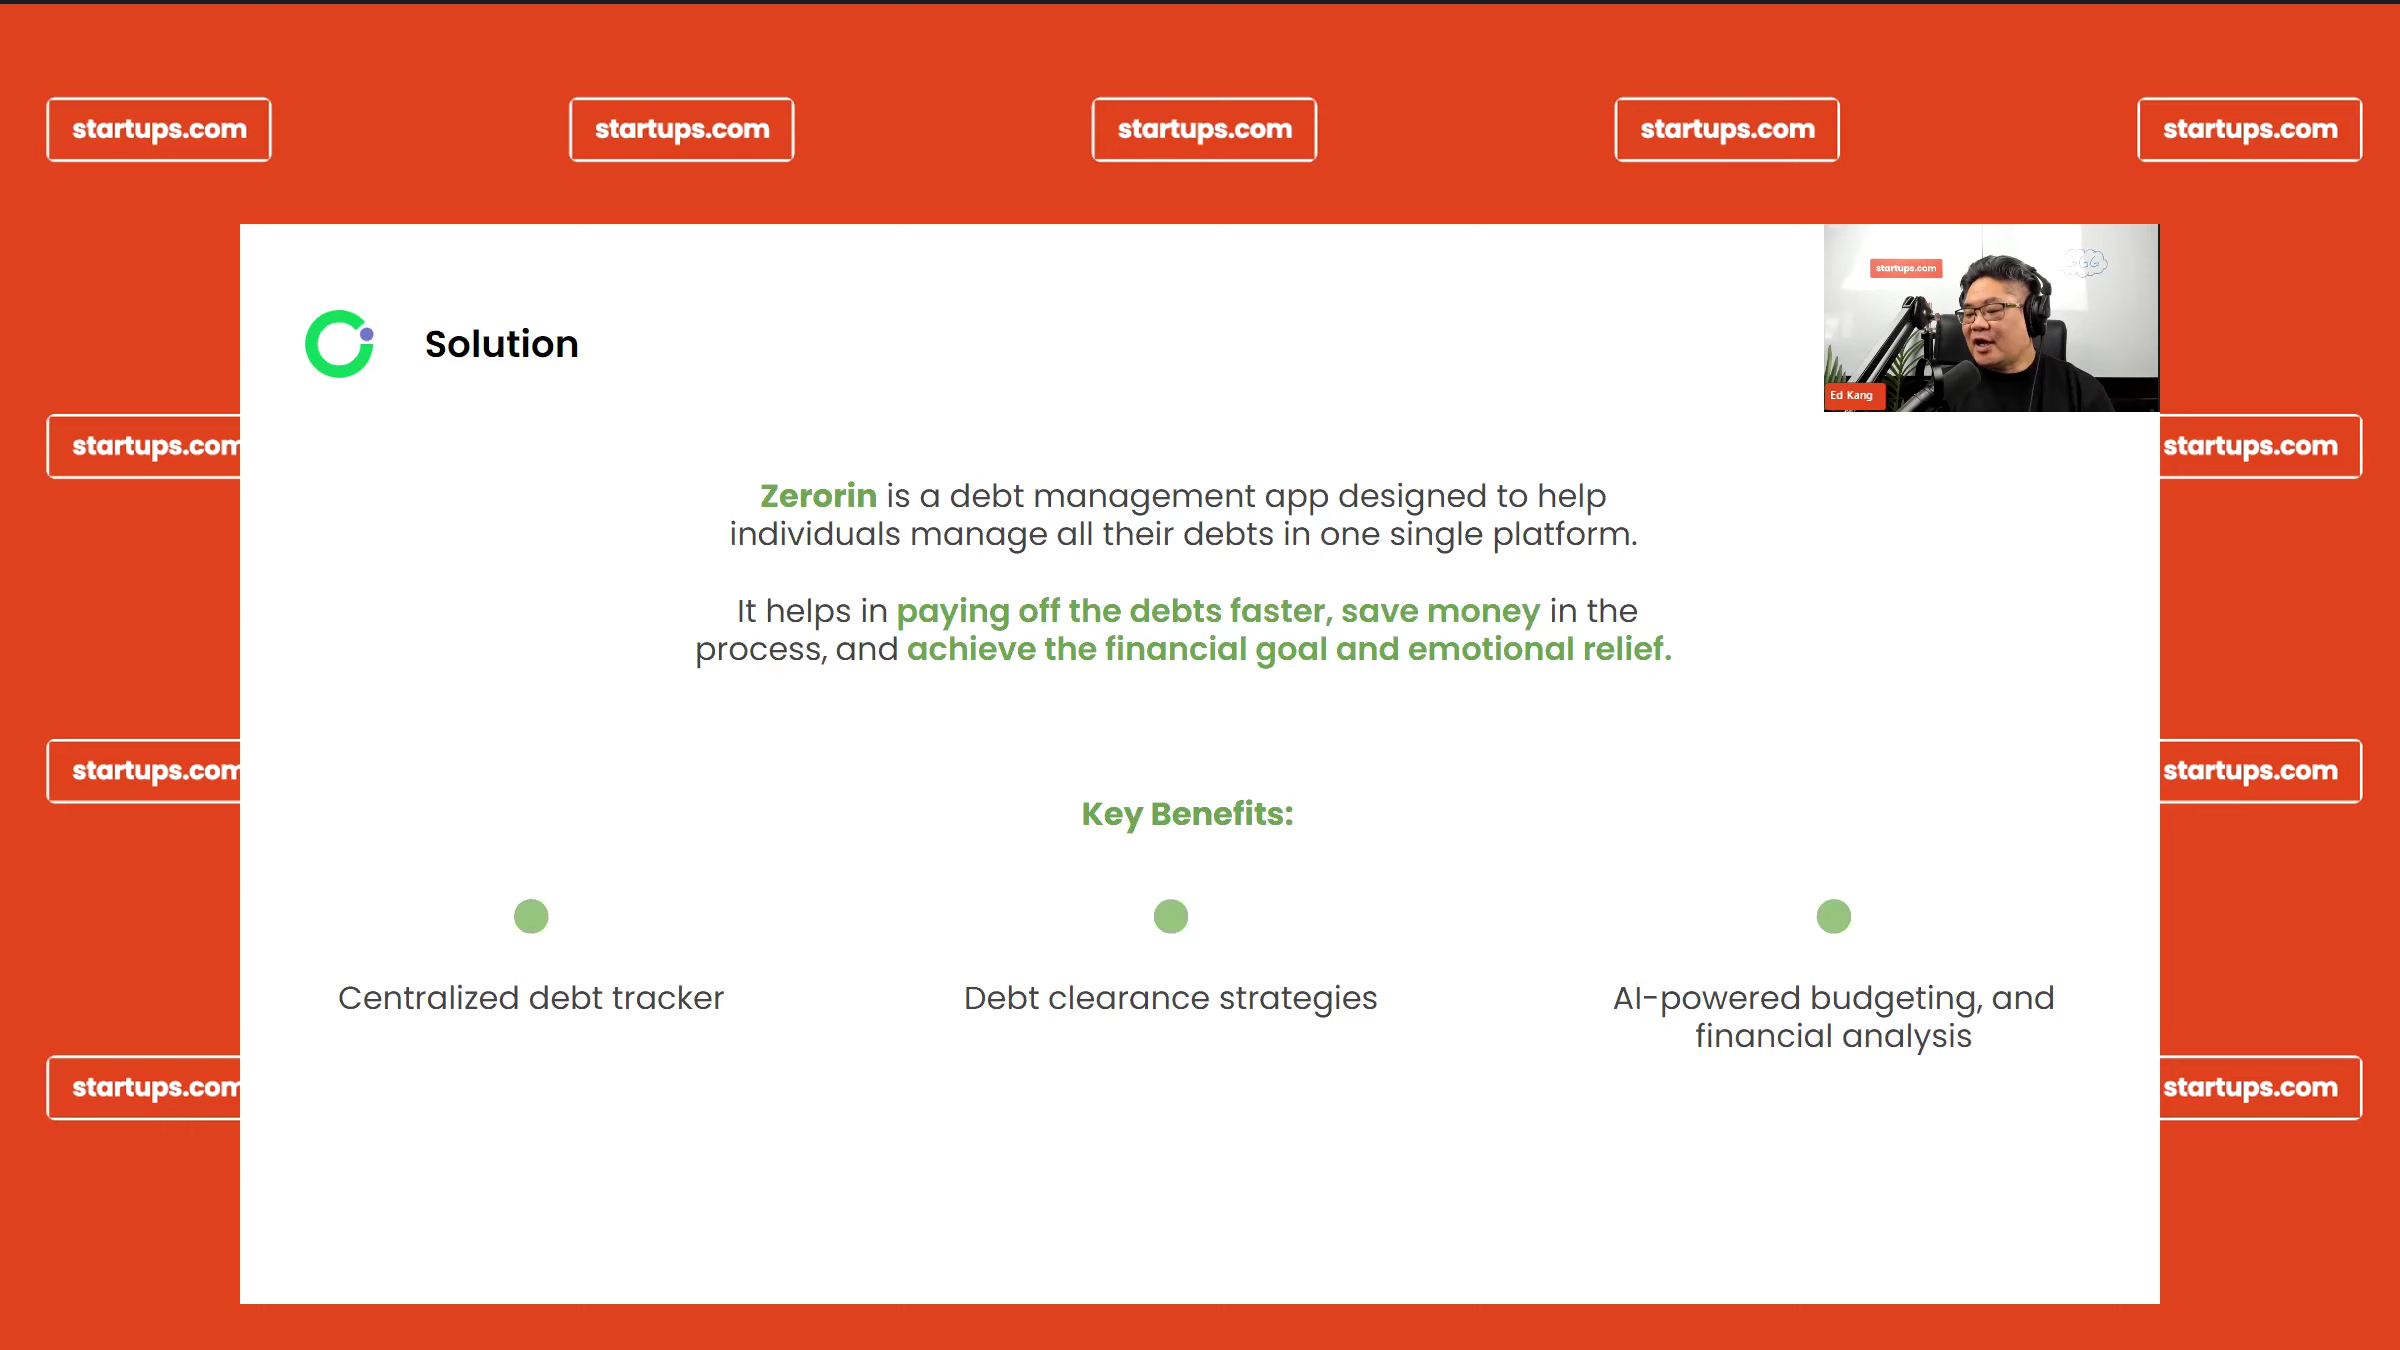 startups.com
startups.com
startups.com
startups.com
startups.com
Solution
startups.com
Ed Kang
startups.com
startups.com
Zerorin is a debt management app designed to help
individuals manage all their debts in one single platform.
It helps in paying off the debts faster, save money in the
process, and achieve the financial goal and emotional relief.
startups.com
startups.com
Key Benefits:
Centralized debt tracker
Debt clearance strategies
AI-powered budgeting, and
financial analysis
startups.com
startups.com